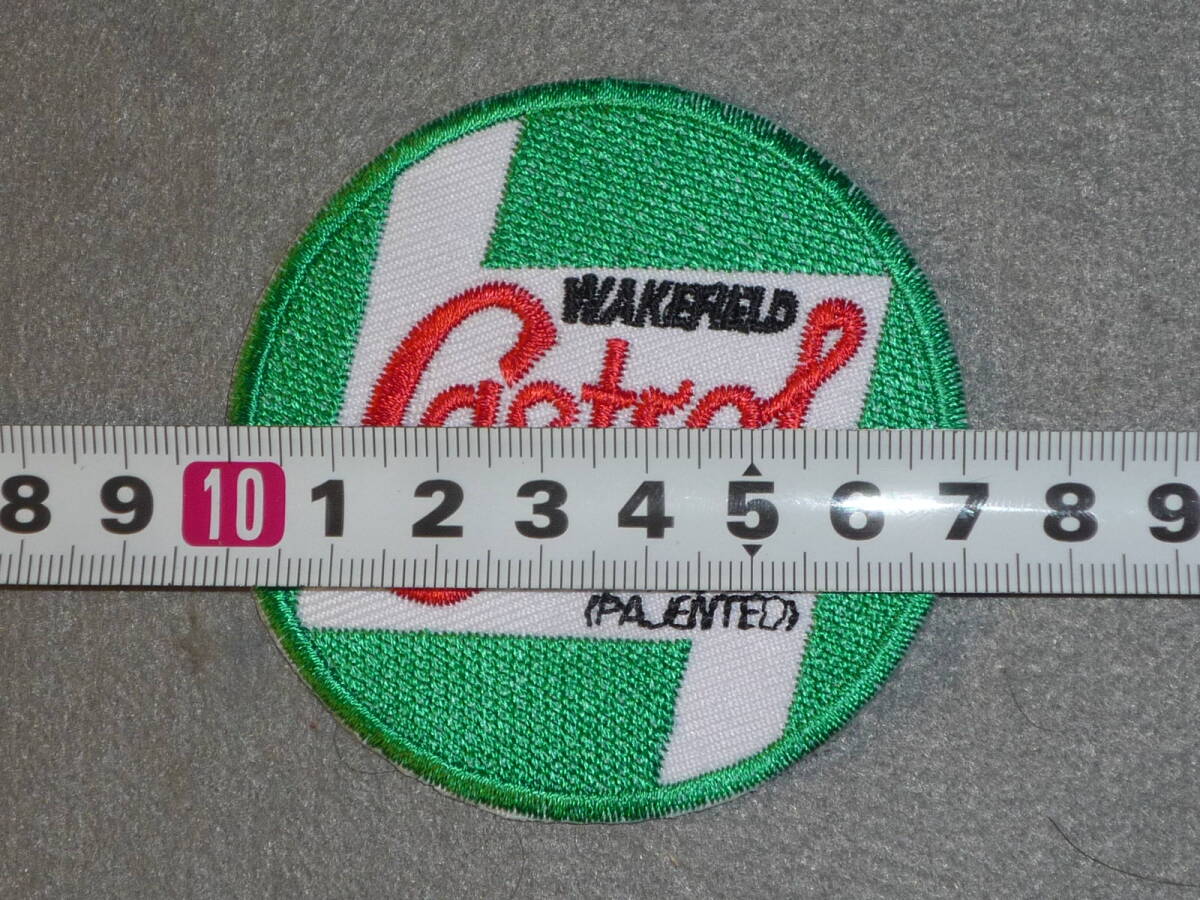 WAKEFIELD
Castrol
8 9 10 1 2 3 4 5 6 7 8 9
(PATENTED)